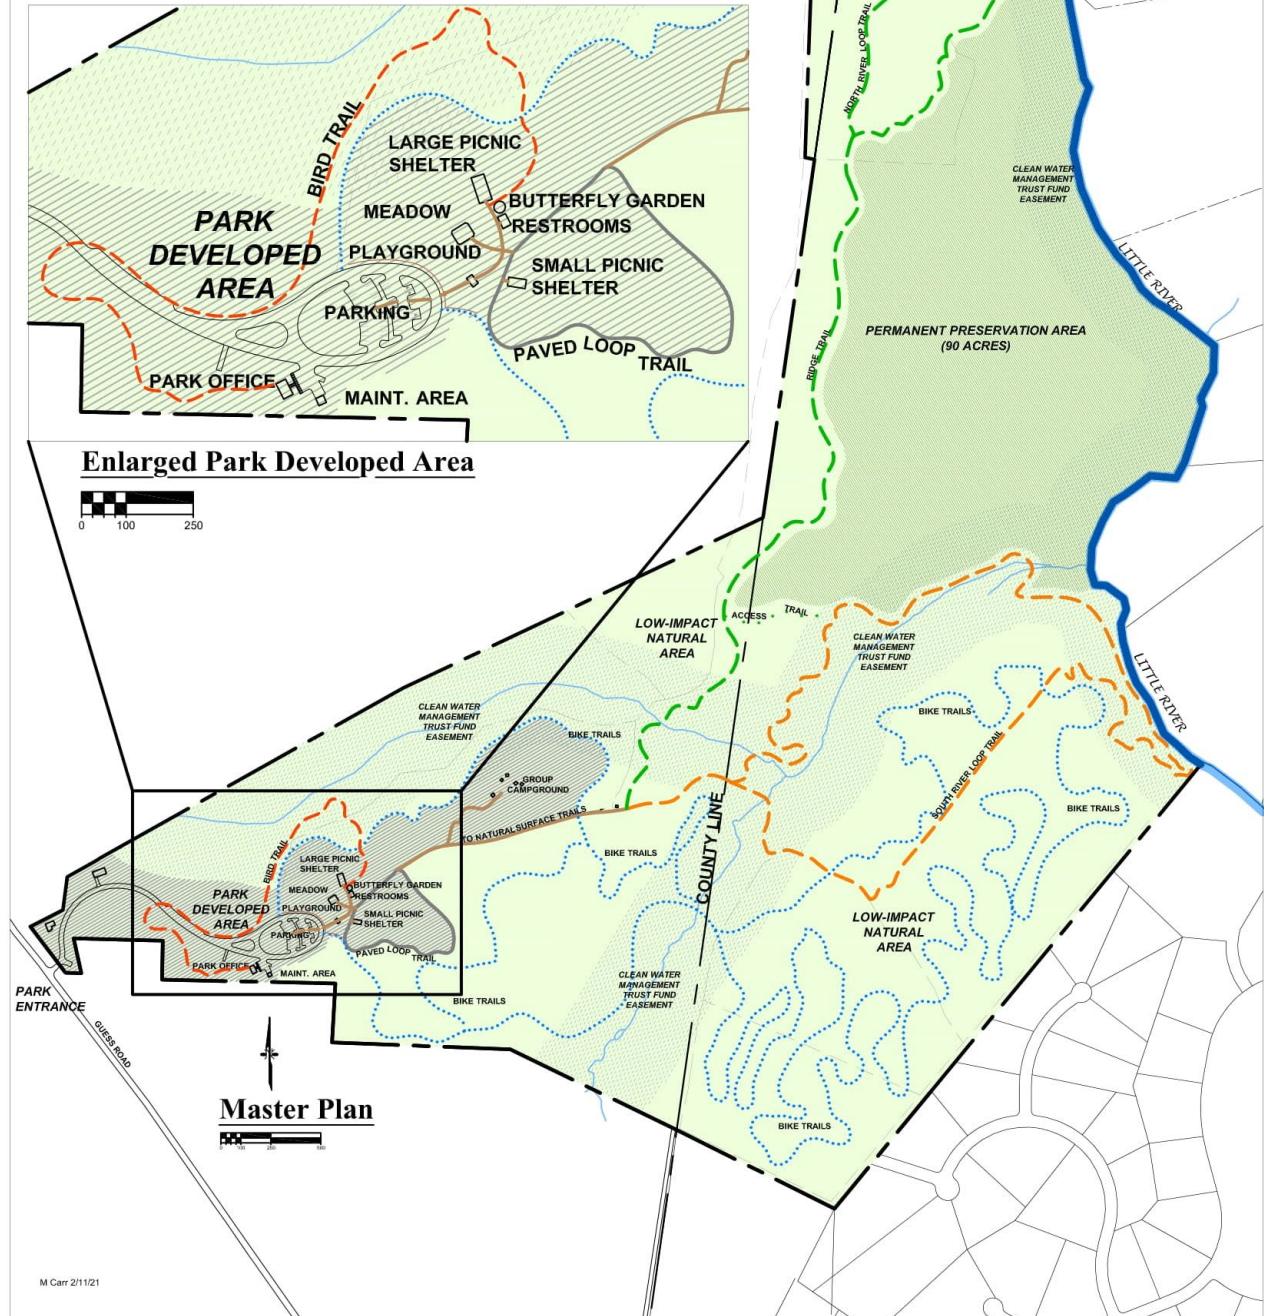 BIRD TRAIL
LARGE PICNIC
SHELTER
MEADOW
BUTTERFLY GARDEN
RESTROOMS
PARK
DEVELOPED
AREA
PLAYGROUND
SMALL PICNIC
SHELTER
PARKING
PAVED LOOP TRAIL
PARK OFFICE
MAINT. AREA
Enlarged Park Developed Area
0 100 250
NORTH RIVER LOOP TRAIL
CLEAN WATER
MANAGEMENT
TRUST FUND
EASEMENT
LITTLE RIVER
PERMANENT PRESERVATION AREA
(90 ACRES)
RIDGE TRAIL
ACCESS TRAIL
LOW-IMPACT
NATURAL
AREA
CLEAN WATER
MANAGEMENT
TRUST FUND
EASEMENT
LITTLE RIVER
CLEAN WATER
MANAGEMENT
TRUST FUND
EASEMENT
BIKE TRAILS
BIKE TRAILS
SOUTH RIVER LOOP TRAIL
GROUP
CAMPGROUND
BIKE TRAILS
TO NATURAL SURFACE TRAILS
BIKE TRAILS
COUNTY LINE
BIRD TRAIL
LARGE PICNIC
SHELTER
MEADOW
BUTTERFLY GARDEN
RESTROOMS
PARK
DEVELOPED
AREA
PLAYGROUND
SMALL PICNIC
SHELTER
PARKING
PAVED LOOP TRAIL
PARK OFFICE
MAINT. AREA
LOW-IMPACT
NATURAL
AREA
CLEAN WATER
MANAGEMENT
TRUST FUND
EASEMENT
BIKE TRAILS
PARK
ENTRANCE
GUESS ROAD
Master Plan
0 100 250 500
BIKE TRAILS
M Carr 2/11/21